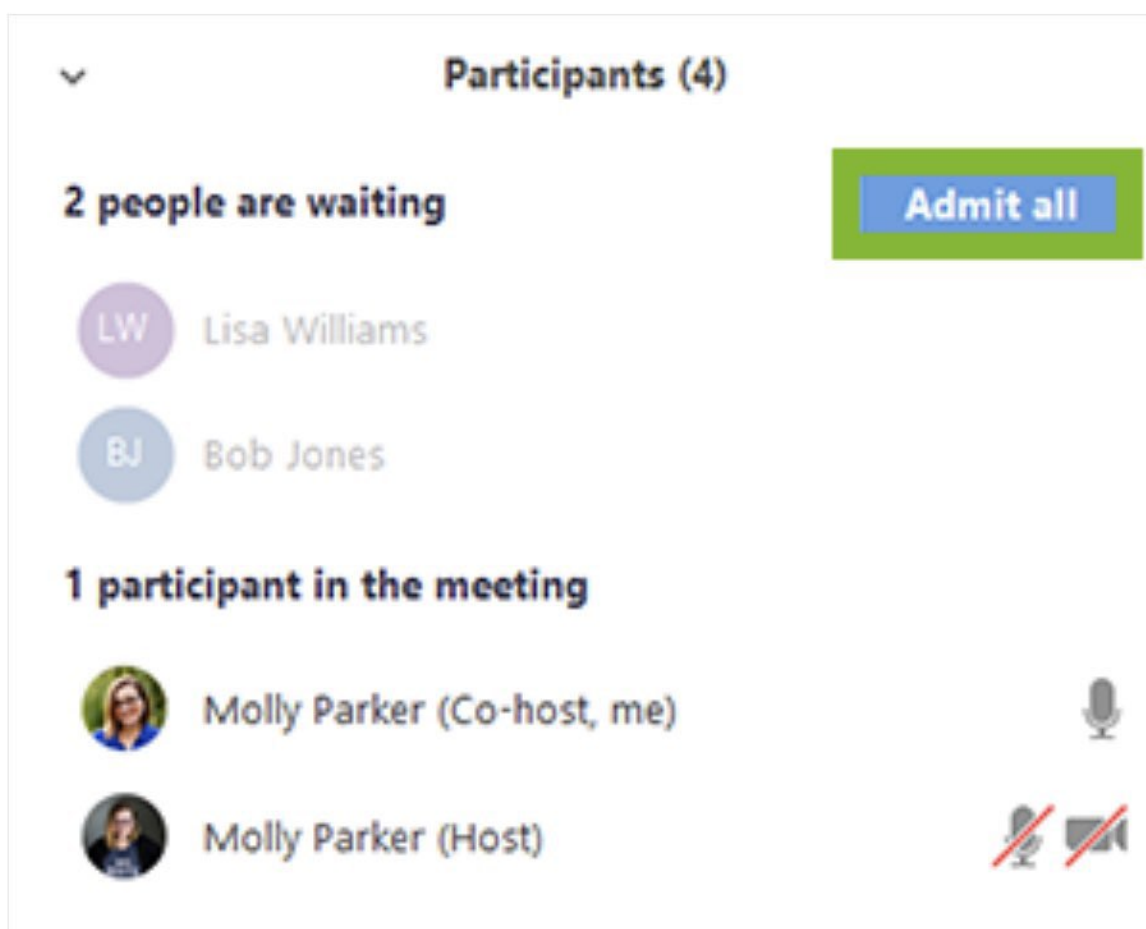 Participants (4)
2 people are waiting
Admit all
LW
Lisa Williams
BJ
Bob Jones
1 participant in the meeting
Molly Parker (Co-host, me)
Molly Parker (Host)